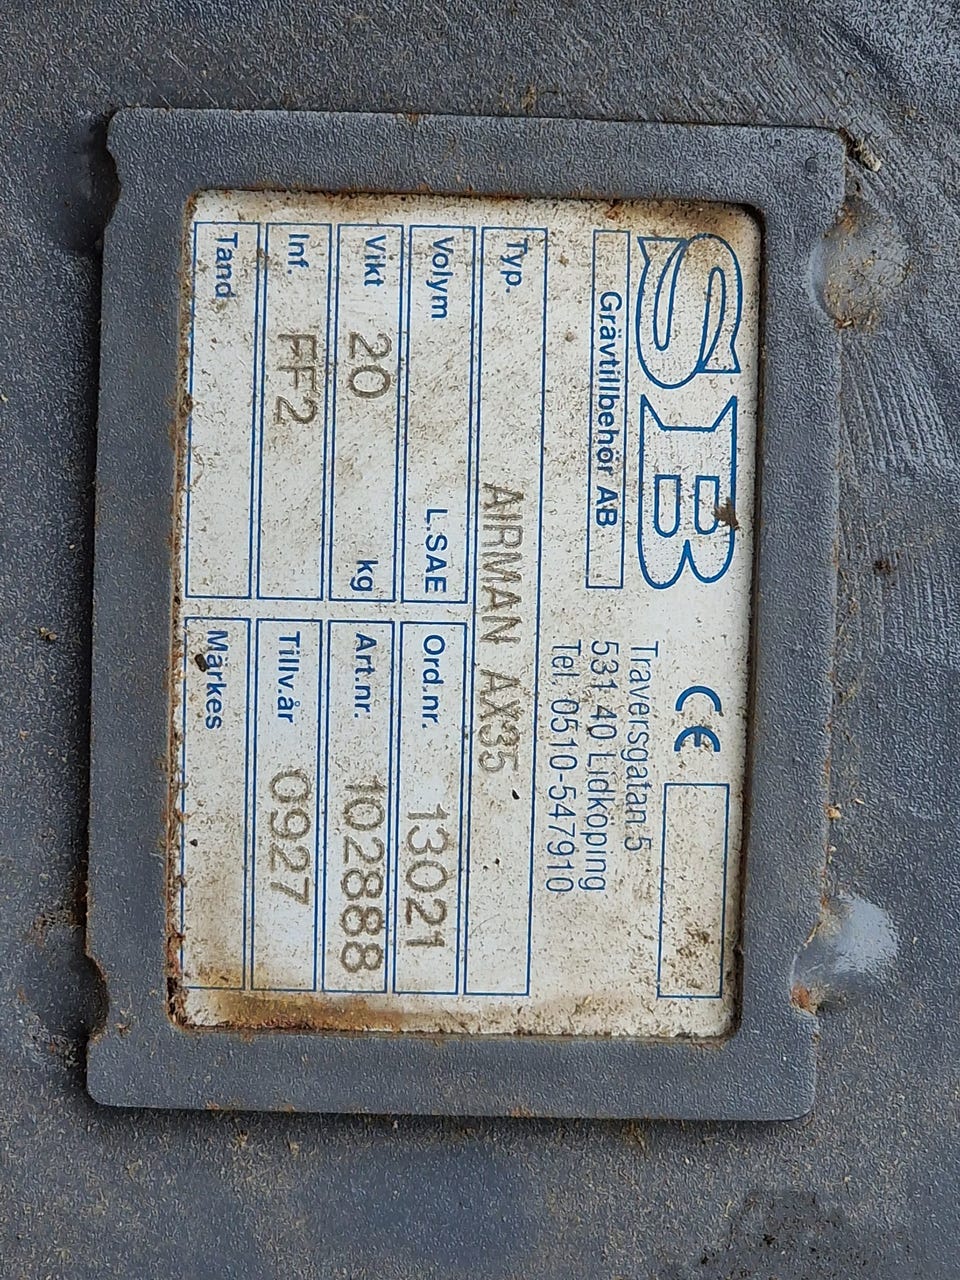 SB
Grävtillbehör AB
CE
Traversgatan 5
531 40 Lidköping
Tel. 0510-547910
Typ. AIRMAN AX35
Volym L.SAE Ord.nr. 13021
Vikt 20 kg Art.nr. 102888
Inf. FF2 Tillv.år 0927
Tand Märkes